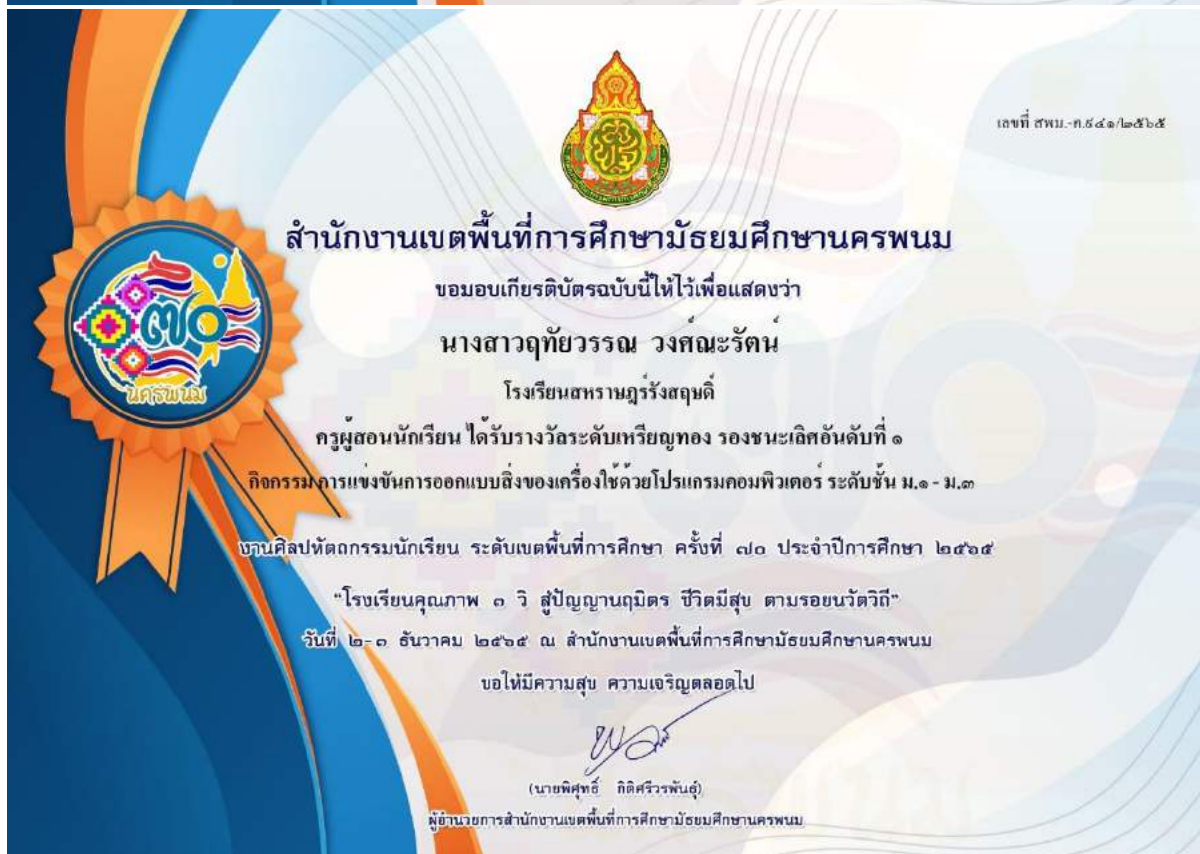 เลขที่ สพม.-ค.๕๔๑/๒๕๖๕
สำนักงานเขตพื้นที่การศึกษามัธยมศึกษานครพนม
ขอมอบเกียรติบัตรฉบับนี้ให้ไว้เพื่อแสดงว่า
นางสาวฤทัยวรรณ วงศ์ณะรัตน์
โรงเรียนสหราษฎร์รังสฤษดิ์
ครูผู้สอนนักเรียน ได้รับรางวัลระดับเหรียญทอง รองชนะเลิศอันดับที่ ๑
กิจกรรม การแข่งขันการออกแบบสิ่งของเครื่องใช้ด้วยโปรแกรมคอมพิวเตอร์ ระดับชั้น ม.๑ - ม.๓
๗๐
นครพนม
งานศิลปหัตถกรรมนักเรียน ระดับเขตพื้นที่การศึกษา ครั้งที่ ๗๐ ประจำปีการศึกษา ๒๕๖๕
“โรงเรียนคุณภาพ ๓ วิ สู่ปัญญานฤมิตร ชีวิตมีสุข ตามรอยนวัตวิถี”
วันที่ ๒-๓ ธันวาคม ๒๕๖๕ ณ สำนักงานเขตพื้นที่การศึกษามัธยมศึกษานครพนม
ขอให้มีความสุข ความเจริญตลอดไป
(นายพิศุทธิ์ กิติศรีวรพันธุ์)
ผู้อำนวยการสำนักงานเขตพื้นที่การศึกษามัธยมศึกษานครพนม